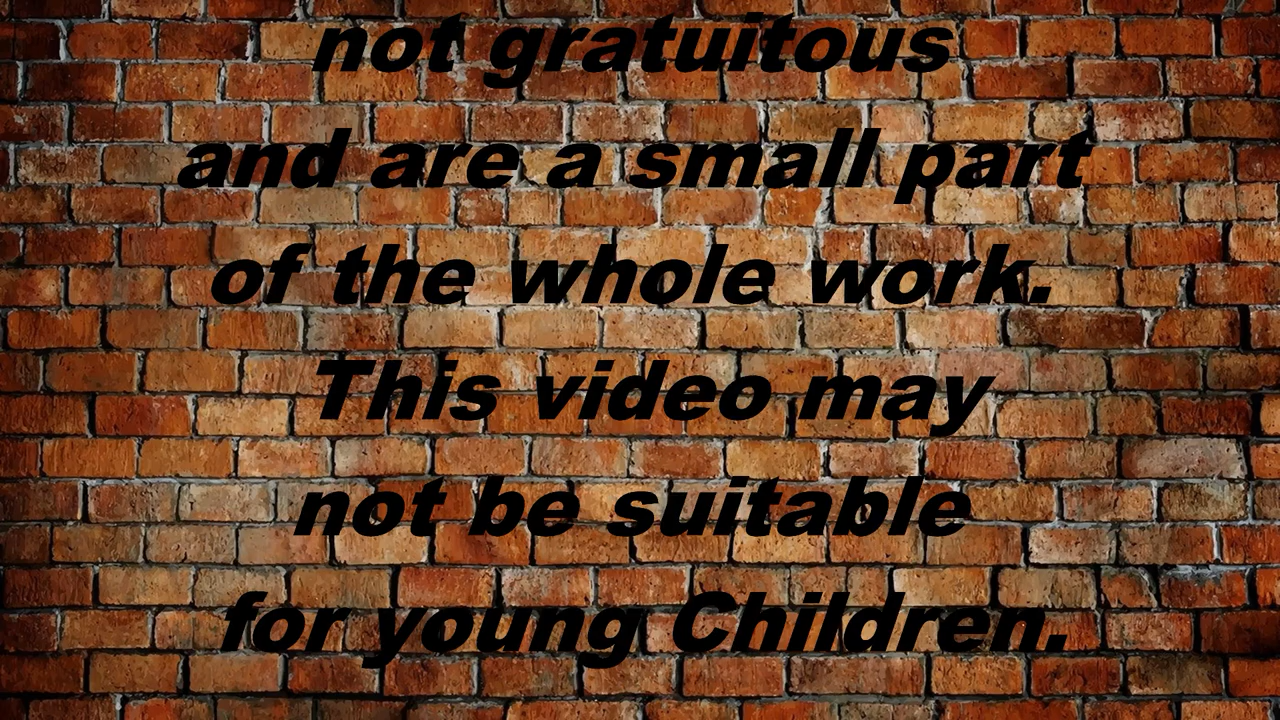 not gratuitous
and are a small part
of the whole work.
This video may
not be suitable
for young Children.